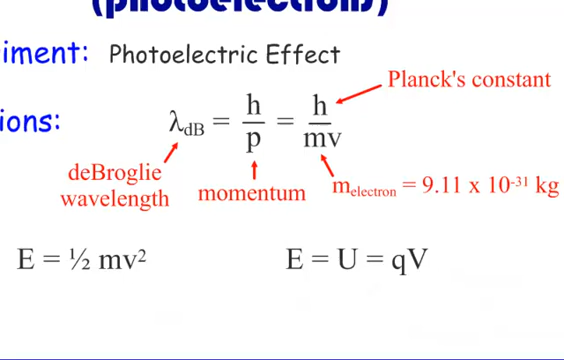 (photoelectrons)
iment: Photoelectric Effect
Planck's constant
ions: λdB = h/p = h/mv
deBroglie
wavelength
momentum
melectron = 9.11 x 10-31 kg
E = ½ mv2
E = U = qV